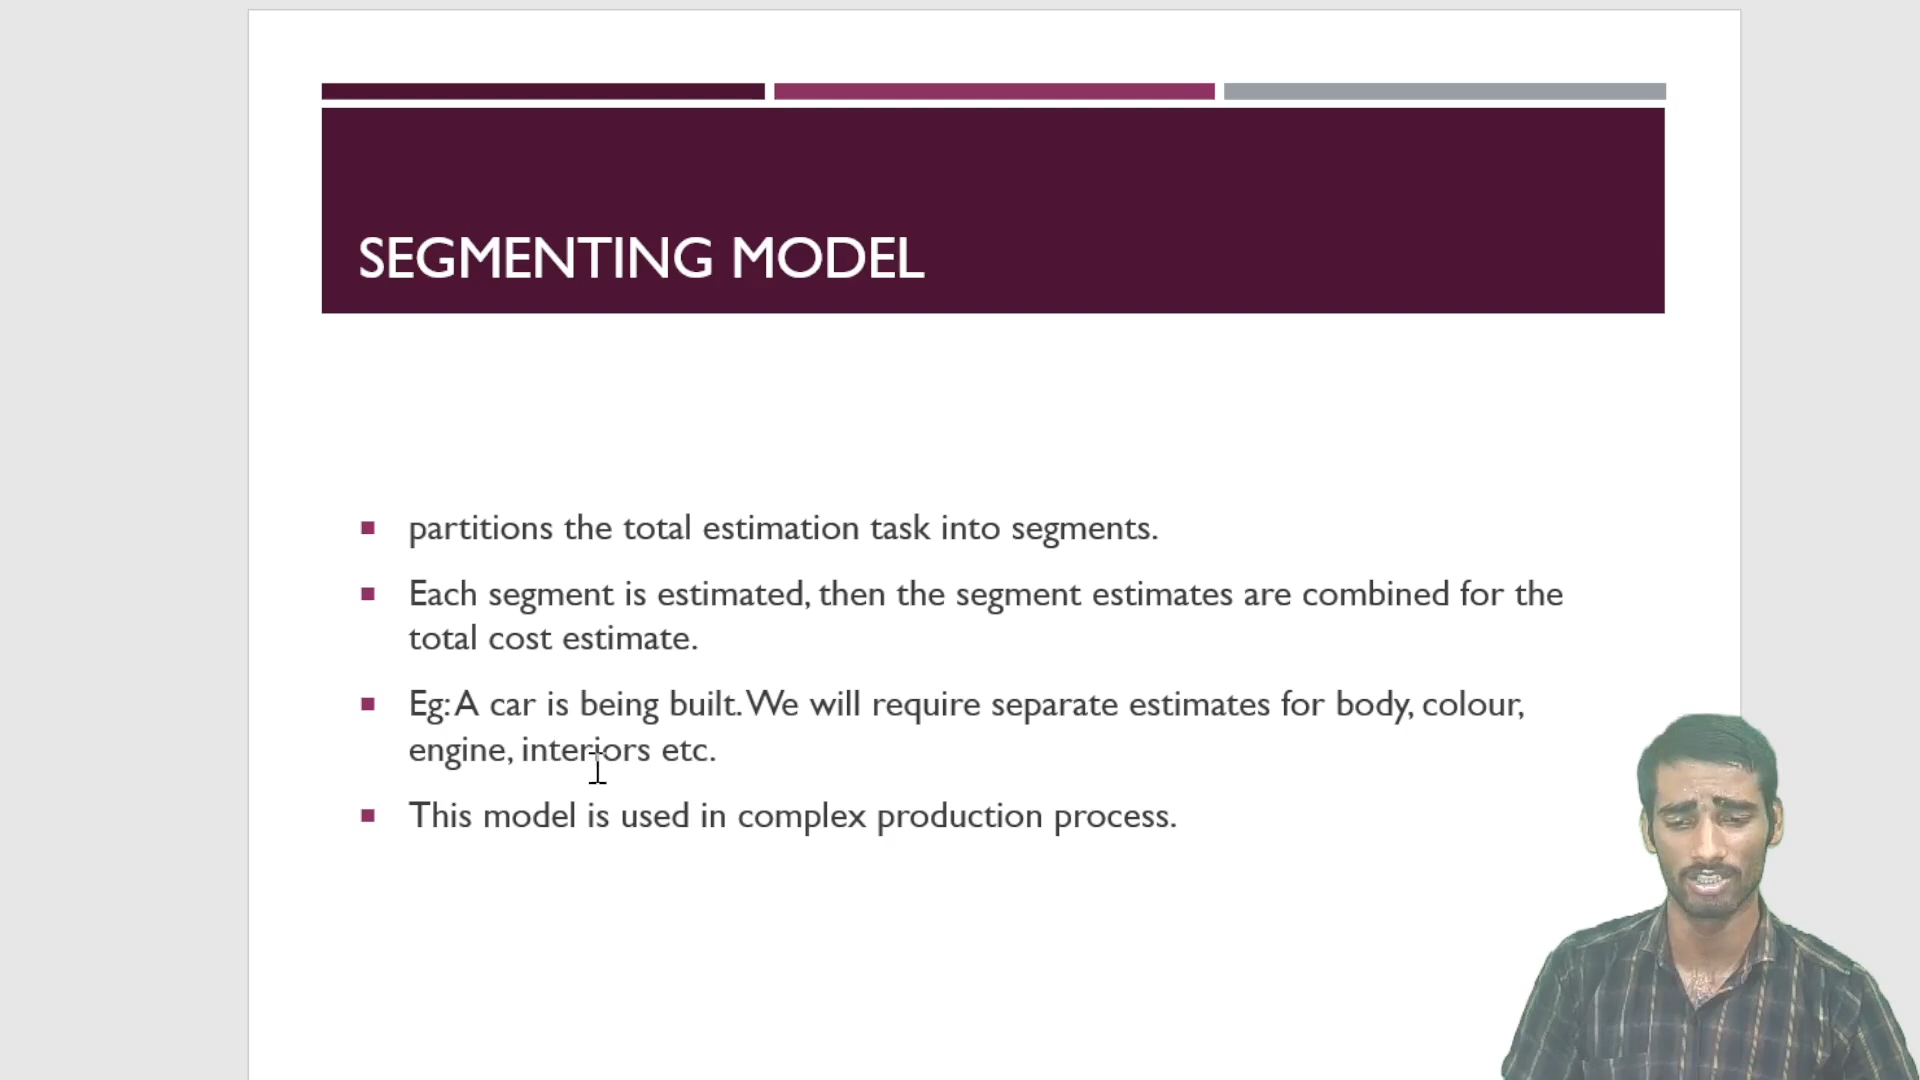 SEGMENTING MODEL
partitions the total estimation task into segments.
Each segment is estimated, then the segment estimates are combined for the
total cost estimate.
Eg: A car is being built. We will require separate estimates for body, colour,
engine, interiors etc.
This model is used in complex production process.